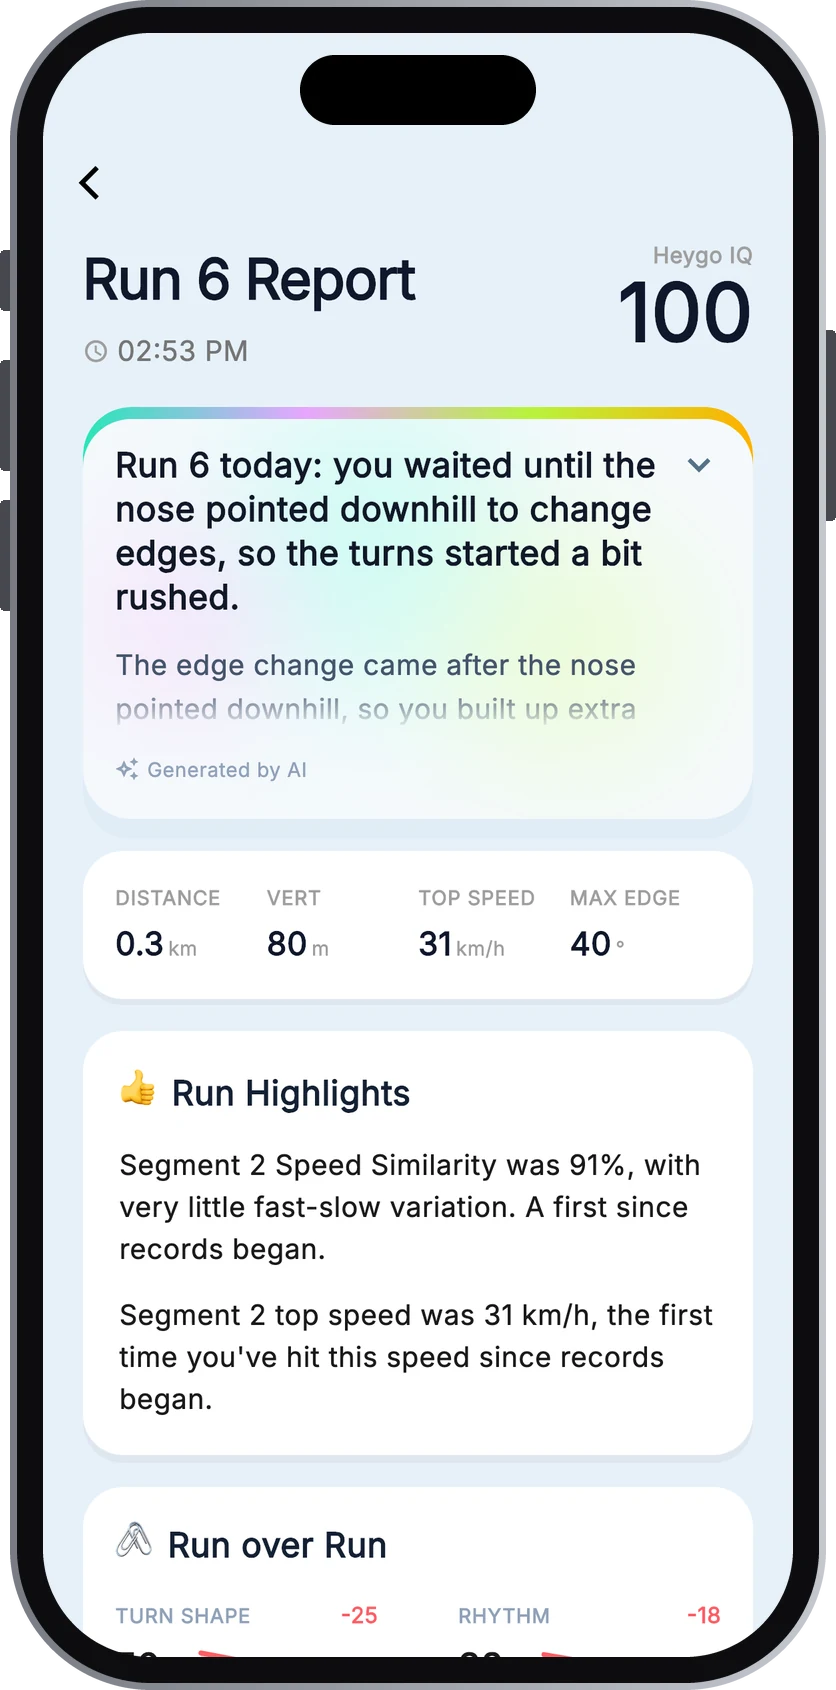 Heygo IQ
Run 6 Report
100
02:53 PM
Run 6 today: you waited until the
nose pointed downhill to change
edges, so the turns started a bit
rushed.
The edge change came after the nose
pointed downhill, so you built up extra
Generated by AI
DISTANCE VERT TOP SPEED MAX EDGE
0.3 km 80 m 31 km/h 40 °
👍 Run Highlights
Segment 2 Speed Similarity was 91%, with
very little fast-slow variation. A first since
records began.
Segment 2 top speed was 31 km/h, the first
time you've hit this speed since records
began.
Run over Run
TURN SHAPE -25 RHYTHM -18